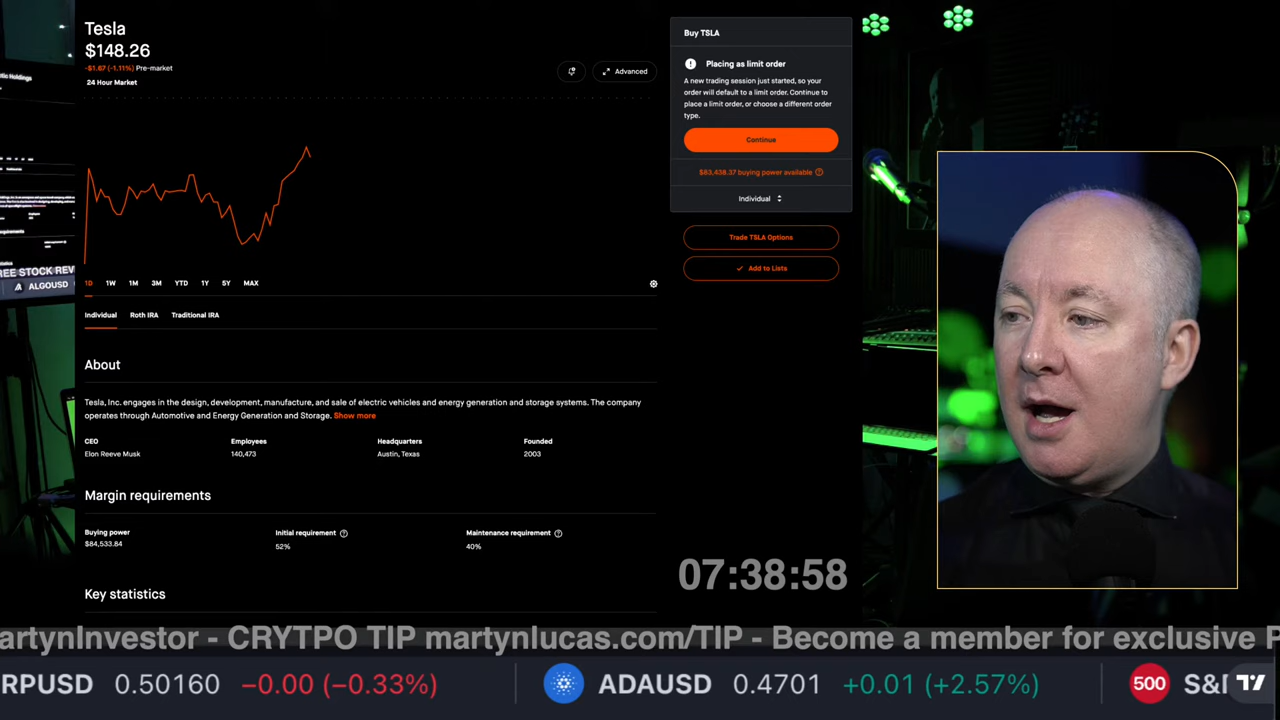 Tesla
$148.26
-$1.67 (-1.11%) Pre-market
24 Hour Market
Advanced
Buy TSLA
Placing as limit order
A new trading session just started, so your
order will default to a limit order. Continue to
place a limit order, or choose a different order
type.
Continue
$83,438.37 buying power available
Individual
Trade TSLA Options
Add to Lists
REE STOCK REV
ALGOUSD
1D 1W 1M 3M YTD 1Y 5Y MAX
Individual Roth IRA Traditional IRA
About
Tesla, Inc. engages in the design, development, manufacture, and sale of electric vehicles and energy generation and storage systems. The company
operates through Automotive and Energy Generation and Storage. Show more
CEO Employees Headquarters Founded
Elon Reeve Musk 140,473 Austin, Texas 2003
Margin requirements
Buying power Initial requirement Maintenance requirement
$84,533.84 52% 40%
Key statistics
07:38:58
artynInvestor - CRYTPO TIP martynlucas.com/TIP - Become a member for exclusive P
RPUSD 0.50160 −0.00 (−0.33%) ADAUSD 0.4701 +0.01 (+2.57%) 500 S&